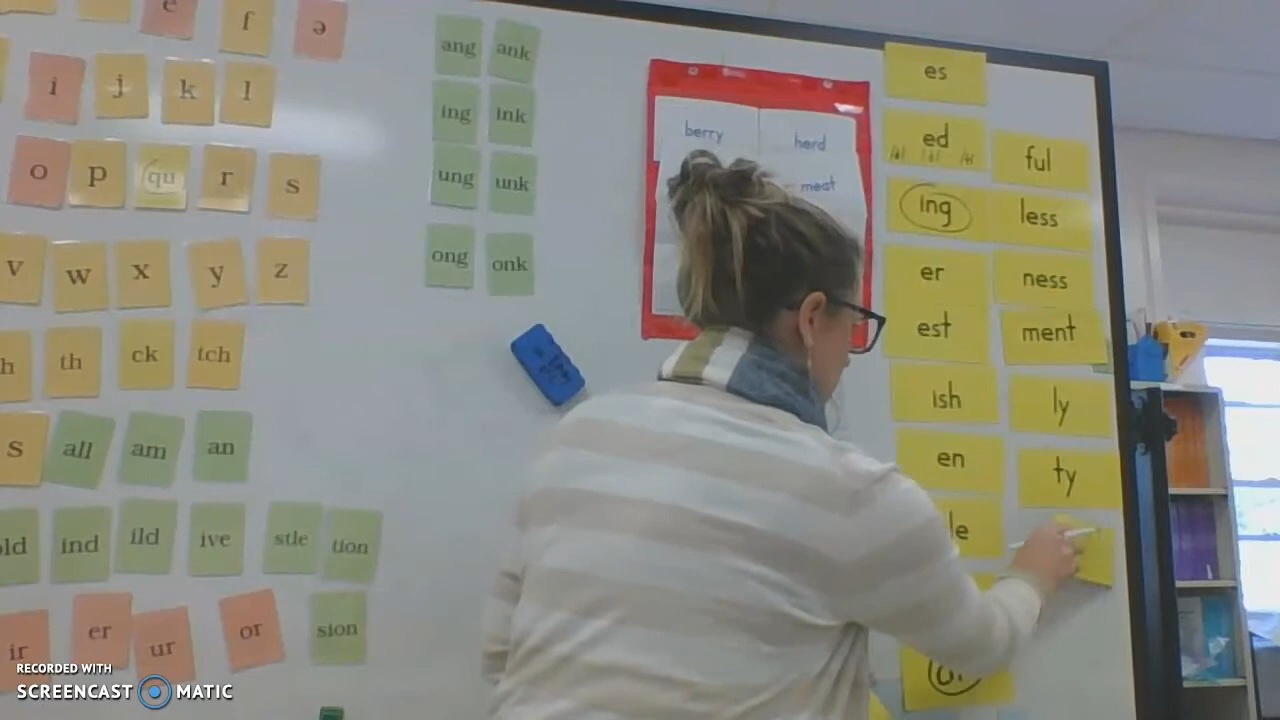 e f ə
i j k l
o p qu r s
v w x y z
h th ck tch
s all am an
old ind ild ive stle tion
ir er ur or sion
ang ank
ing ink
ung unk
ong onk
berry herd
meat
es
ed
/d/ /t/
ing
er
est
ish
en
le
ful
less
ness
ment
ly
ty
RECORDED WITH
SCREENCAST MATIC